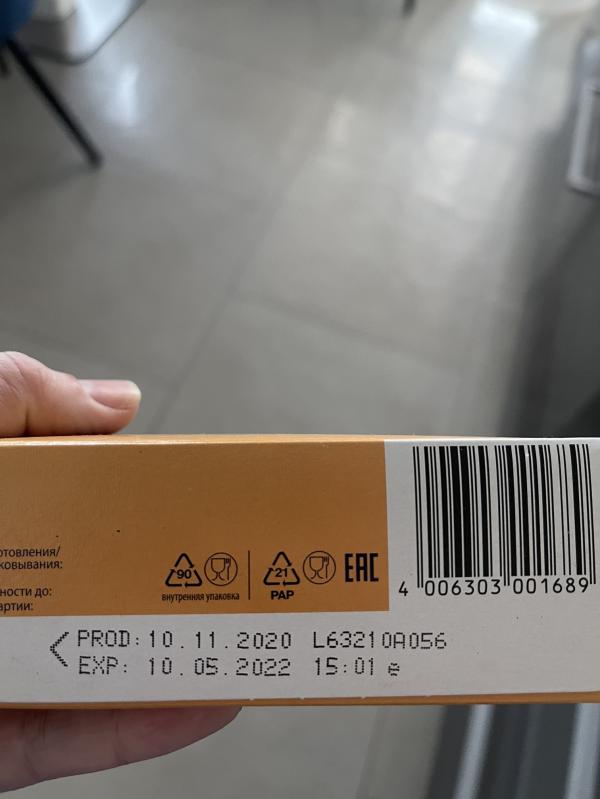 отовления/
ковывания:
ности до:
артии:
90
внутренняя упаковка
21
PAP
EAC
4 006303 001689
PROD: 10.11.2020 L63210A056
EXP: 10.05.2022 15:01 e